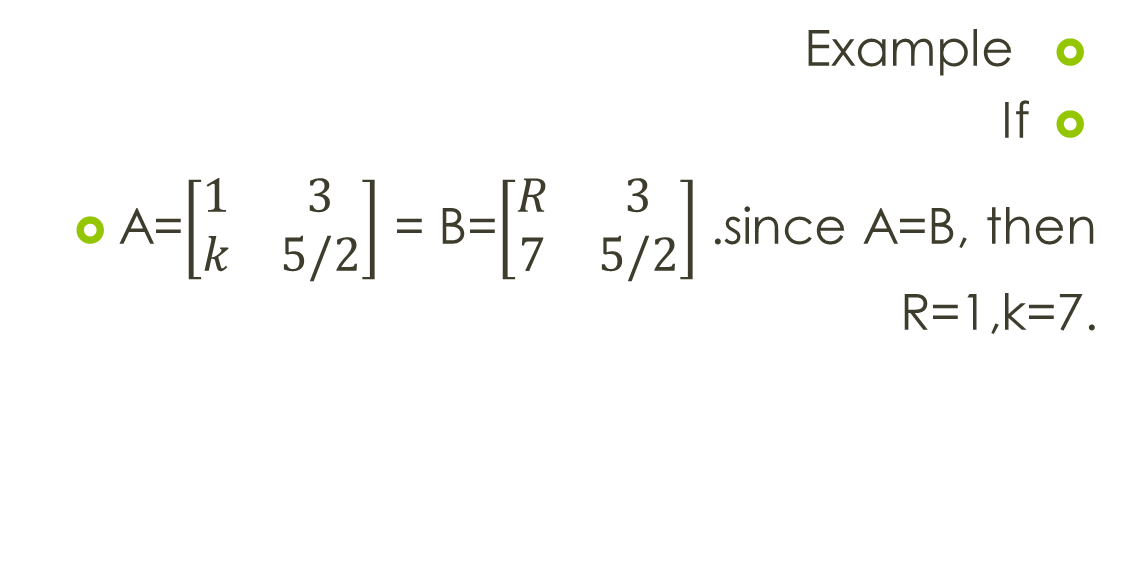 Example
If
A=[1 3 k 5/2] = B=[R 3 7 5/2] .since A=B, then
R=1,k=7.